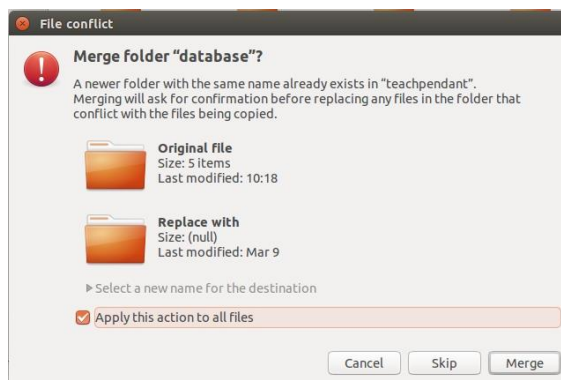 File conflict
Merge folder “database”?
A newer folder with the same name already exists in “teachpendant”.
Merging will ask for confirmation before replacing any files in the folder that
conflict with the files being copied.
Original file
Size: 5 items
Last modified: 10:18
Replace with
Size: (null)
Last modified: Mar 9
Select a new name for the destination
Apply this action to all files
Cancel Skip Merge